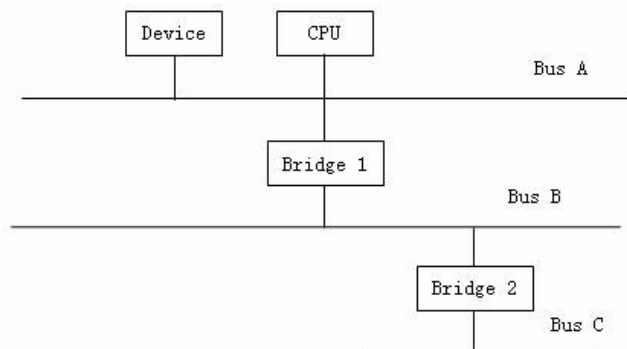 Device
CPU
Bus A
Bridge 1
Bus B
Bridge 2
Bus C